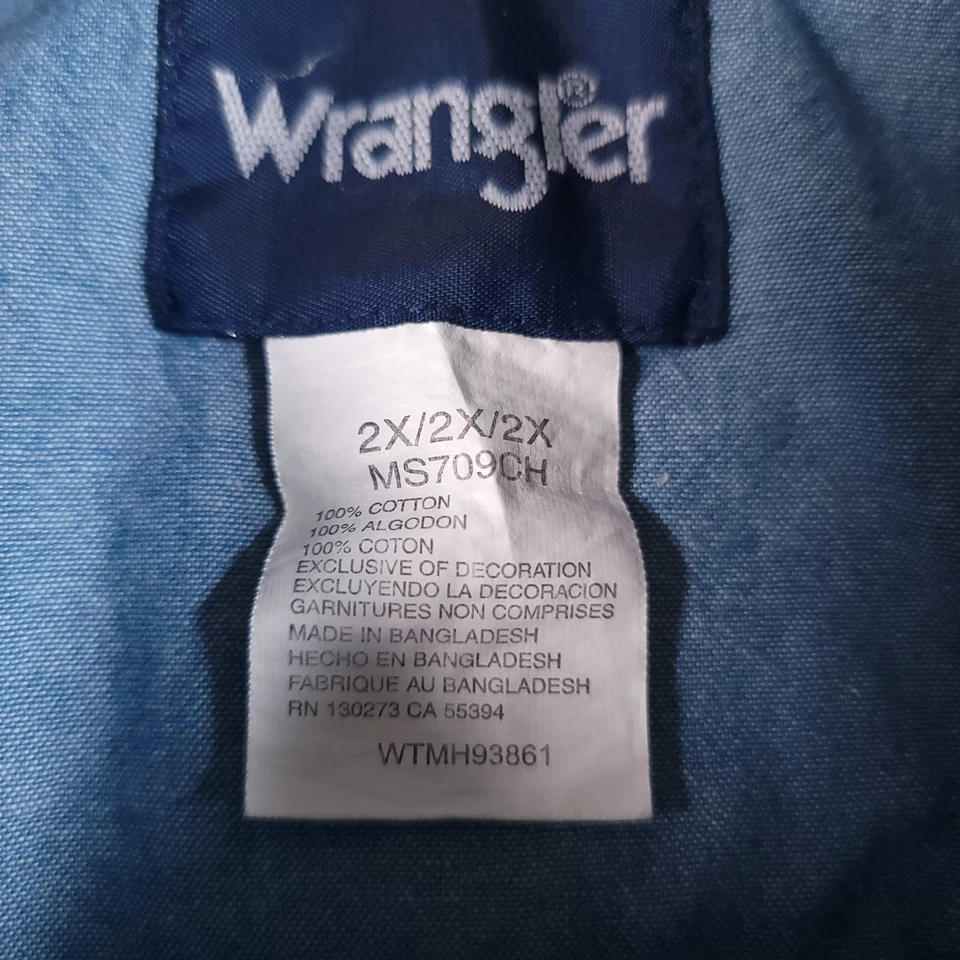 Wrangler®
2X/2X/2X
MS709CH
100% COTTON
100% ALGODON
100% COTON
EXCLUSIVE OF DECORATION
EXCLUYENDO LA DECORACION
GARNITURES NON COMPRISES
MADE IN BANGLADESH
HECHO EN BANGLADESH
FABRIQUE AU BANGLADESH
RN 130273 CA 55394
WTMH93861